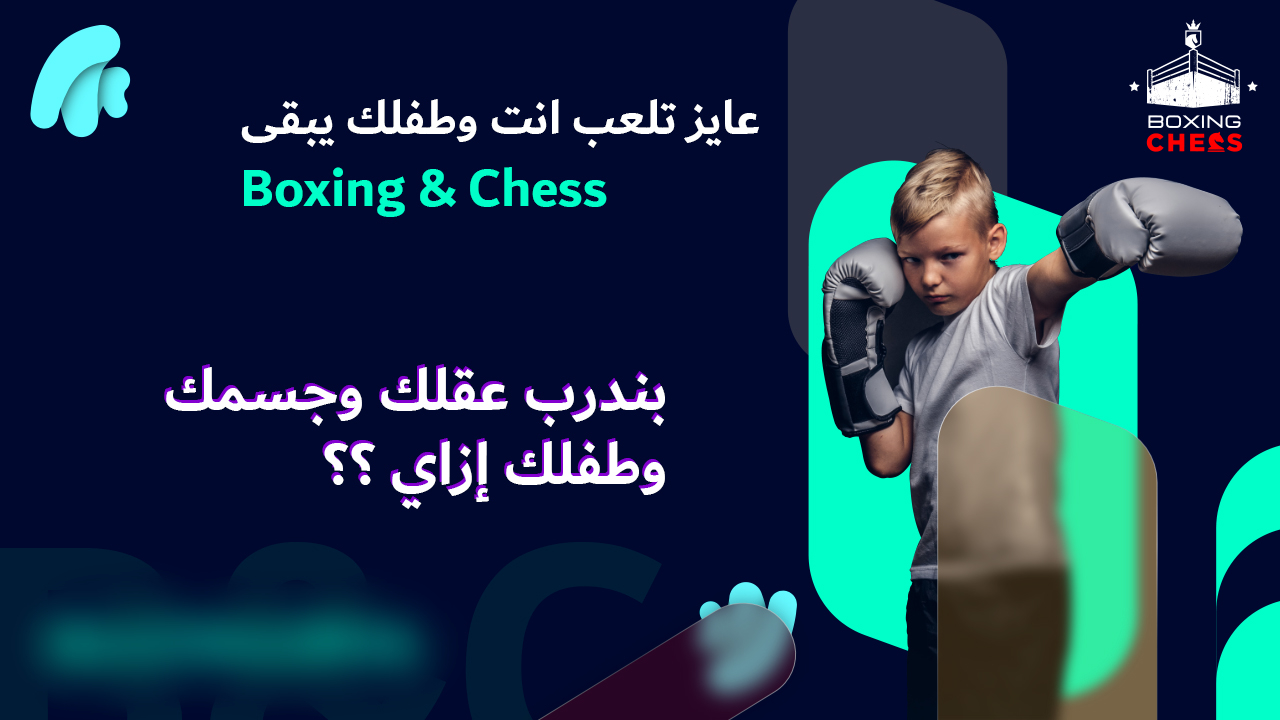 عايز تلعب انت وطفلك يبقى
Boxing & Chess
بندرب عقلك وجسمك
وطفلك إزاي ؟؟
B&C
BOXING
CHESS